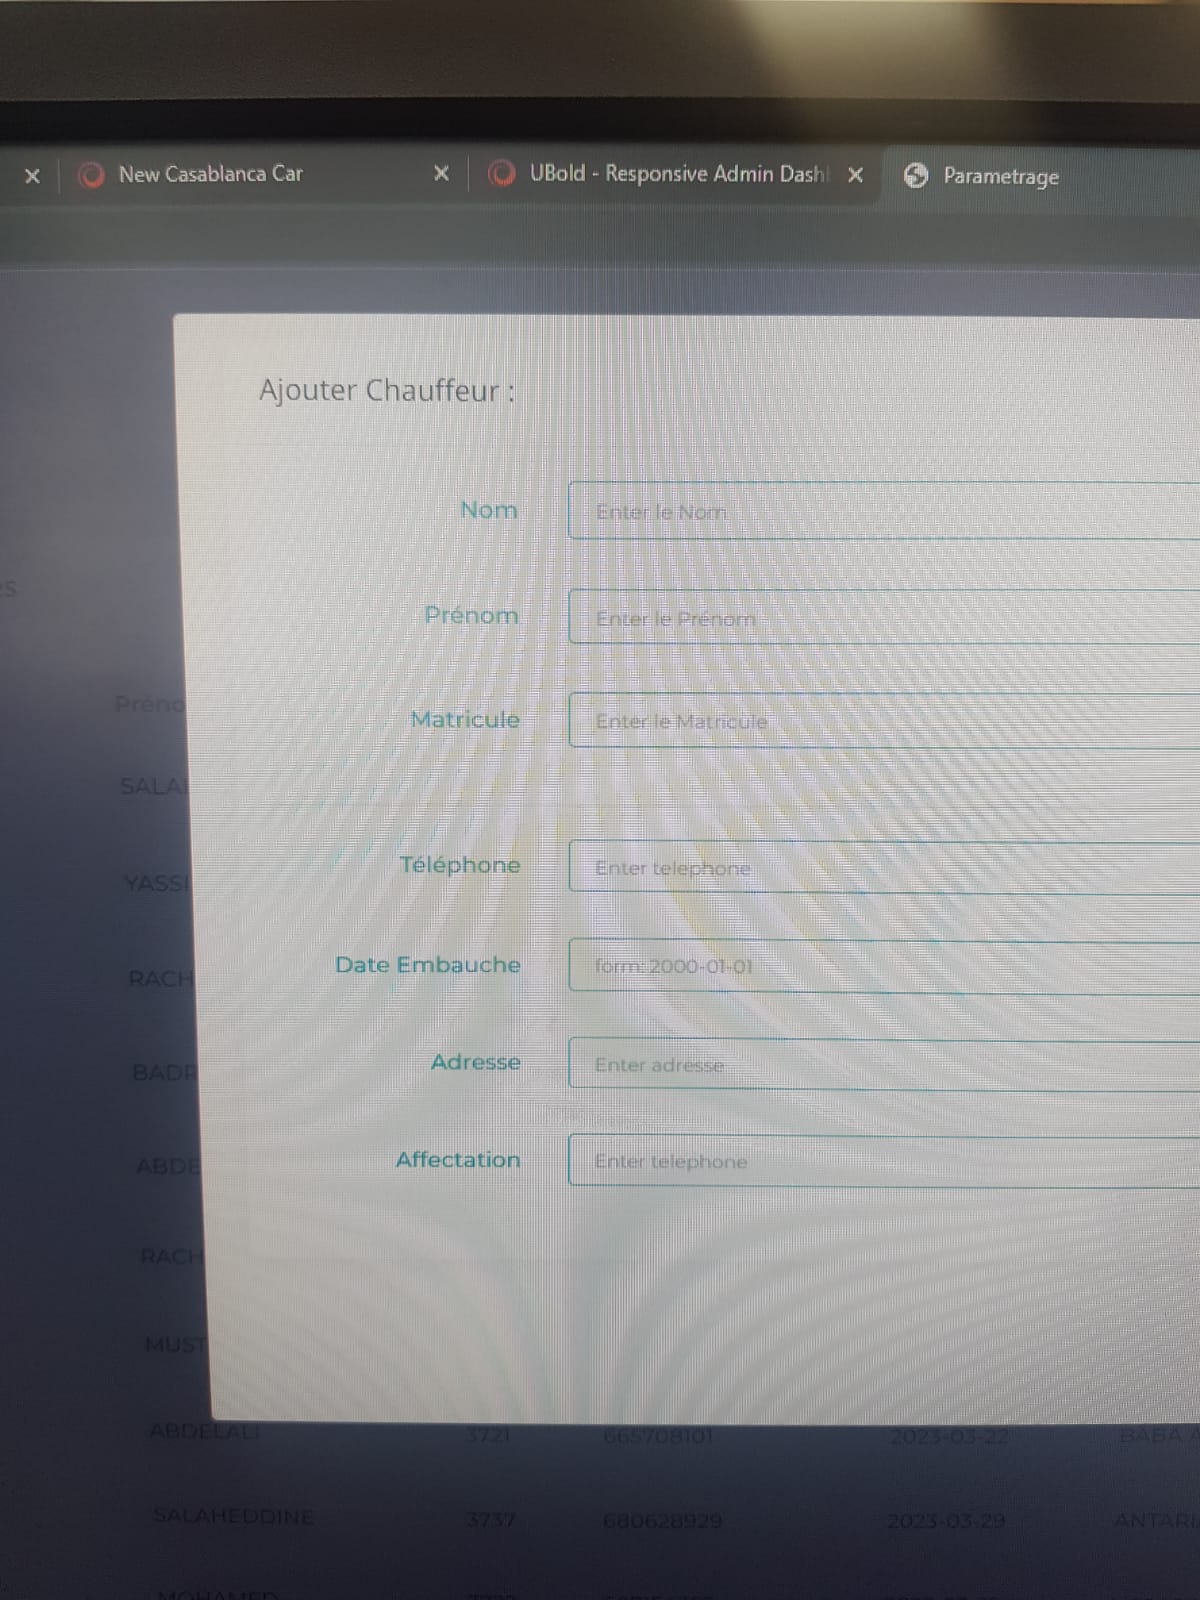 New Casablanca Car
UBold - Responsive Admin Dash
Parametrage
Ajouter Chauffeur :
Nom
Enter le Nom
Prénom
Enter le Prénom
Matricule
Enter le Matricule
Téléphone
Enter telephone
Date Embauche
form: 2000-01-01
Adresse
Enter adresse
Affectation
Enter telephone
es
Préno
SALA
YASSI
RACH
BADR
ABDE
RACH
MUST
ABDELALI 3721 665708101 2023-03-22 BABA A
SALAHEDDINE 3737 680628929 2023-03-29 ANTARI
MOHAMED